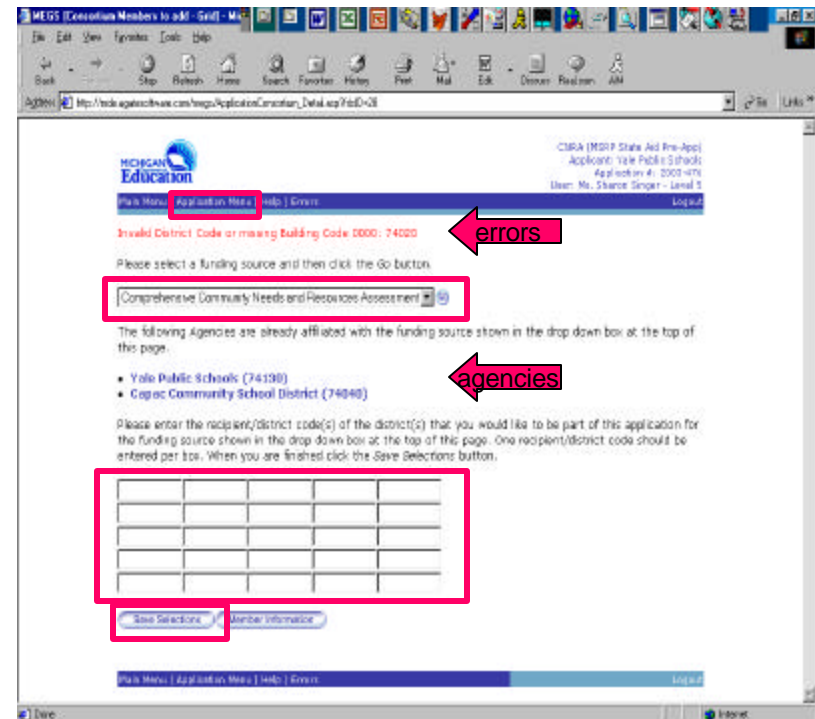 MEGS [Consortium Members to add - Grid] - Mi
File Edit View Favorites Tools Help
Back Stop Refresh Home Search Favorites History Print Mail Edit Discuss AIM
Address Links
MICHIGAN
Education
CNRA (MSRP State Aid Pre-App)
Applicant: Yale Public Schools
User: Ms. Sharon Singer - Level 5
Main Menu | Application Menu | Help | Errors Logout
Invalid District Code or missing Building Code 0000: 74020
errors
Please select a funding source and then click the Go button.
Comprehensive Community Needs and Resources Assessment
The following Agencies are already affiliated with the funding source shown in the drop down box at the top of
this page.
• Yale Public Schools (74130)
agencies
• Capac Community School District (74040)
Please enter the recipient/district code(s) of the district(s) that you would like to be part of this application for
the funding source shown in the drop down box at the top of this page. One recipient/district code should be
entered per box. When you are finished click the Save Selections button.
Save Selections Member Information
Main Menu | Application Menu | Help | Errors Logout
Done Internet